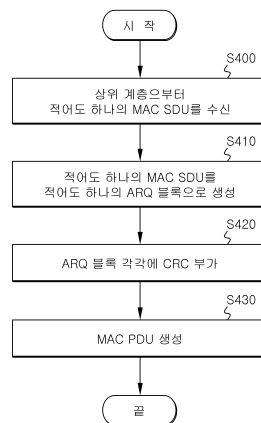 시 작
S400
상위 계층으부터
적어도 하나의 MAC SDU를 수신
S410
적어도 하나의 MAC SDU를
적어도 하나의 ARQ 블록으로 생성
S420
ARQ 블록 각각에 CRC 부가
S430
MAC PDU 생성
끝